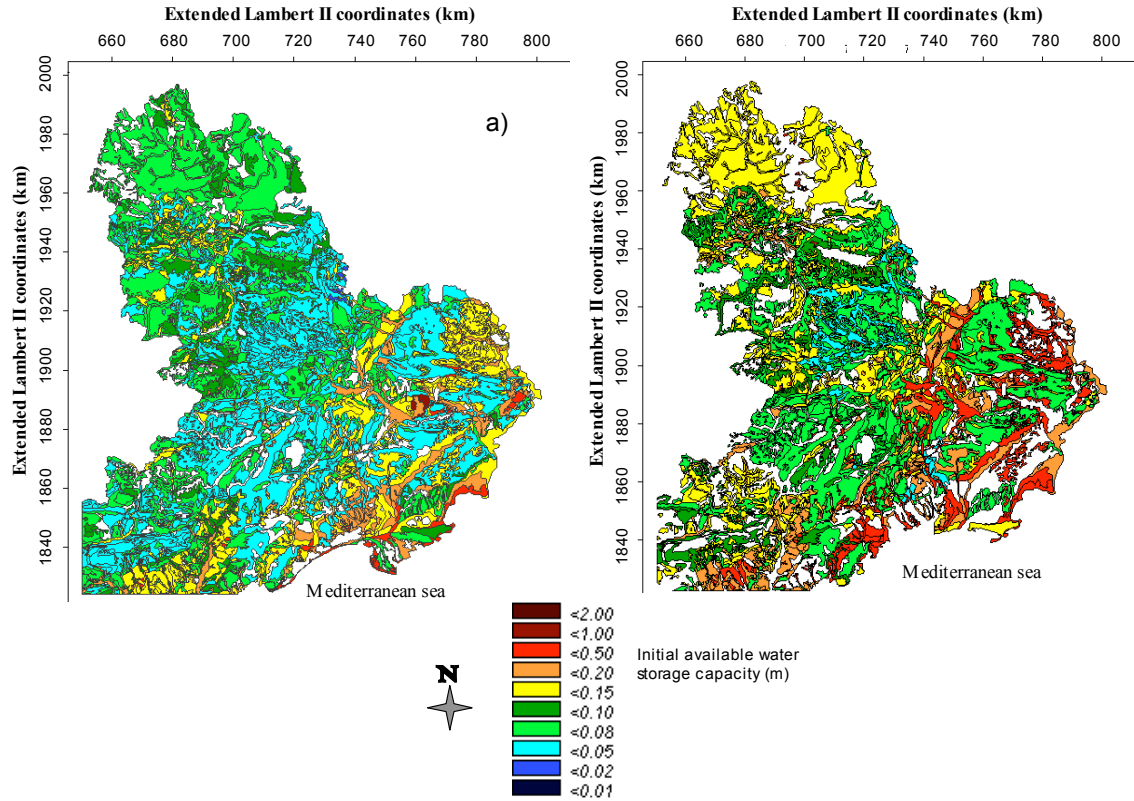 Extended Lambert II coordinates (km)
660 680 700 720 740 760 780 800
Extended Lambert II coordinates (km)
2000
1980
1960
1940
1920
1900
1880
1860
1840
a)
Mediterranean sea
Extended Lambert II coordinates (km)
660 680 700 720 740 760 780 800
Extended Lambert II coordinates (km)
2000
1980
1960
1940
1920
1900
1880
1860
1840
Mediterranean sea
N
<2.00
<1.00
<0.50
<0.20
<0.15
<0.10
<0.08
<0.05
<0.02
<0.01
Initial available water
storage capacity (m)